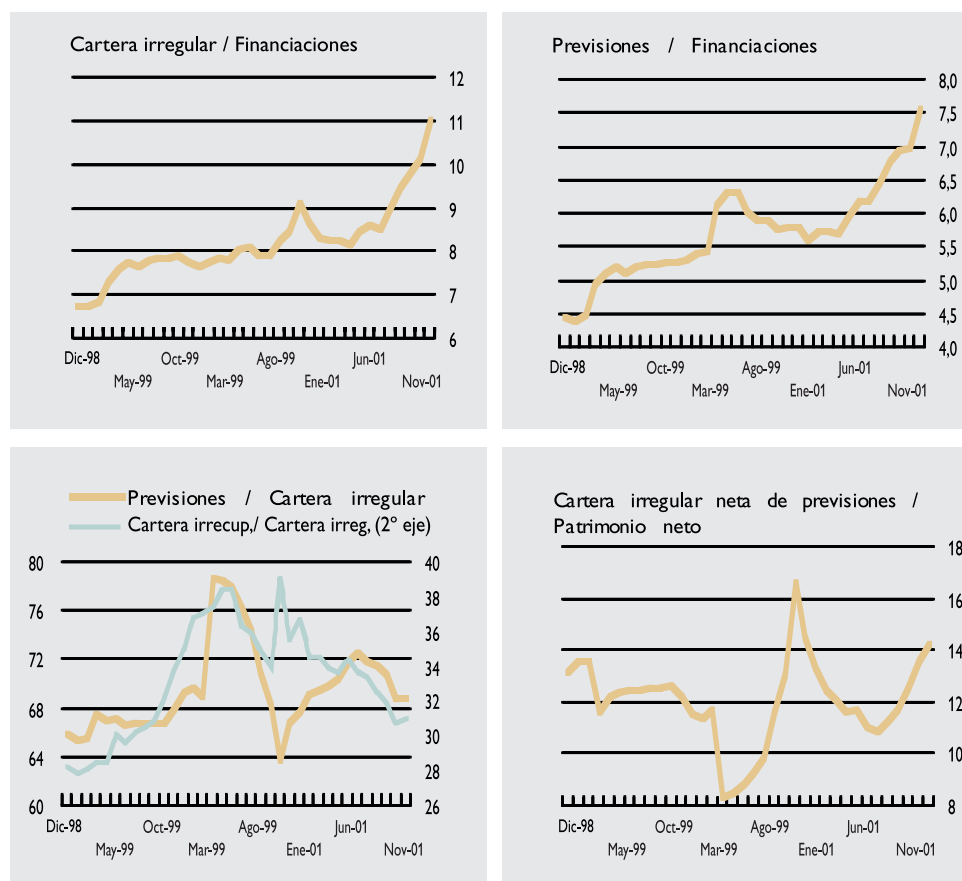 Cartera irregular / Financiaciones
12
11
10
9
8
7
6
Dic-98 Oct-99 Ago-99 Jun-01
May-99 Mar-99 Ene-01 Nov-01
Previsiones / Financiaciones
8,0
7,5
7,0
6,5
6,0
5,5
5,0
4,5
4,0
Dic-98 Oct-99 Ago-99 Jun-01
May-99 Mar-99 Ene-01 Nov-01
Previsiones / Cartera irregular
Cartera irrecup,/ Cartera irreg, (2° eje)
80 40
38
76
36
72
34
68 32
30
64
28
60 26
Dic-98 Oct-99 Ago-99 Jun-01
May-99 Mar-99 Ene-01 Nov-01
Cartera irregular neta de previsiones /
Patrimonio neto
18
16
14
12
10
8
Dic-98 Oct-99 Ago-99 Jun-01
May-99 Mar-99 Ene-01 Nov-01